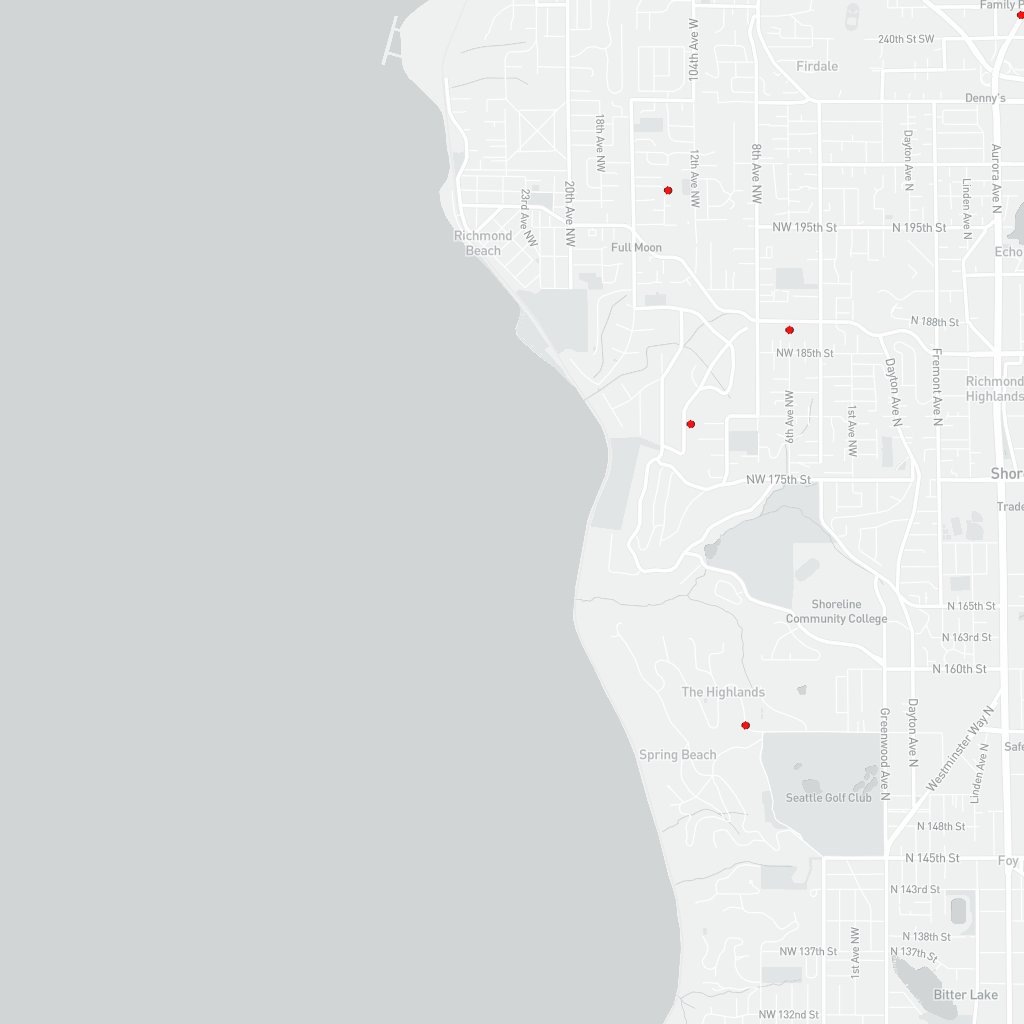 Family P
240th St SW
104th Ave W
Firdale
Denny's
18th Ave NW
12th Ave NW
8th Ave NW
Dayton Ave N
Aurora Ave N
Linden Ave N
20th Ave NW
23rd Ave NW
NW 195th St
N 195th St
Richmond
Beach
Full Moon
Echo
N 188th St
NW 185th St
Dayton Ave N
Fremont Ave N
Richmond
Highlands
6th Ave NW
1st Ave NW
NW 175th St
Shore
Trade
Shoreline
Community College
N 165th St
N 163rd St
N 160th St
The Highlands
Greenwood Ave N
Dayton Ave N
Westminster Way N
Linden Ave N
Safe
Spring Beach
Seattle Golf Club
N 148th St
N 145th St
Foy
N 143rd St
N 138th St
NW 137th St
N 137th St
1st Ave NW
Bitter Lake
NW 132nd St